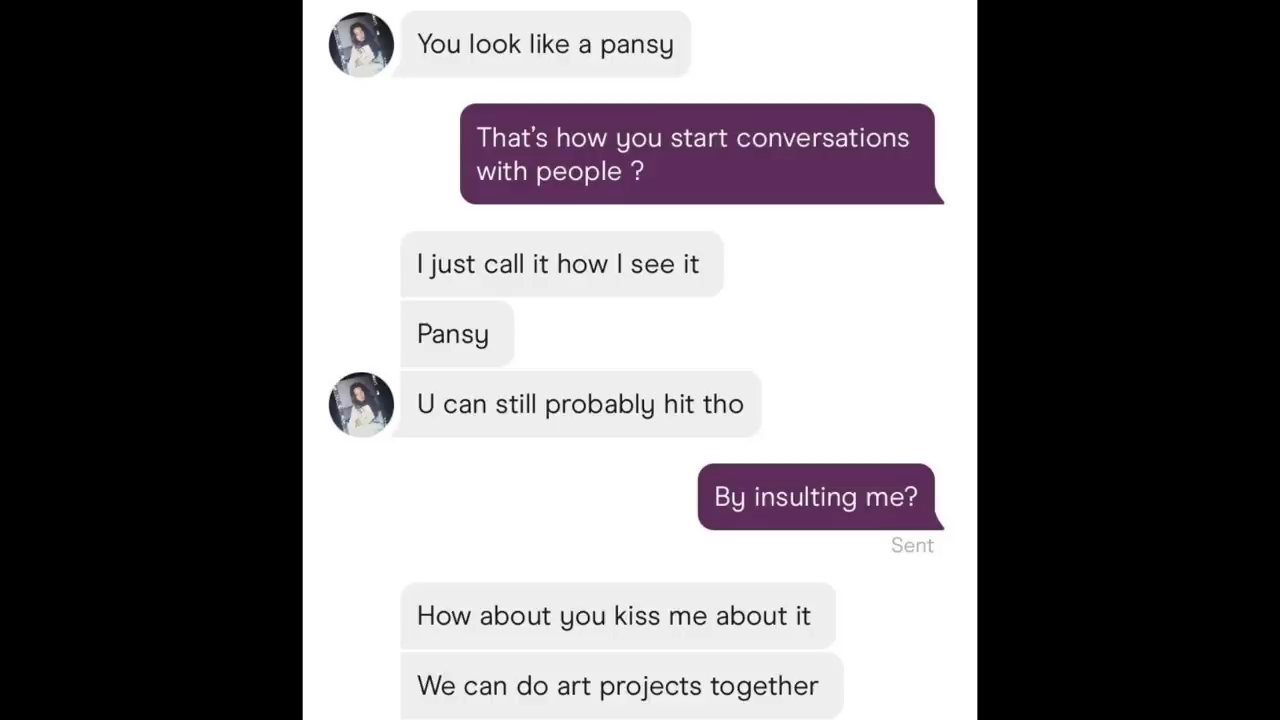 You look like a pansy
That's how you start conversations
with people ?
I just call it how I see it
Pansy
U can still probably hit tho
By insulting me?
Sent
How about you kiss me about it
We can do art projects together